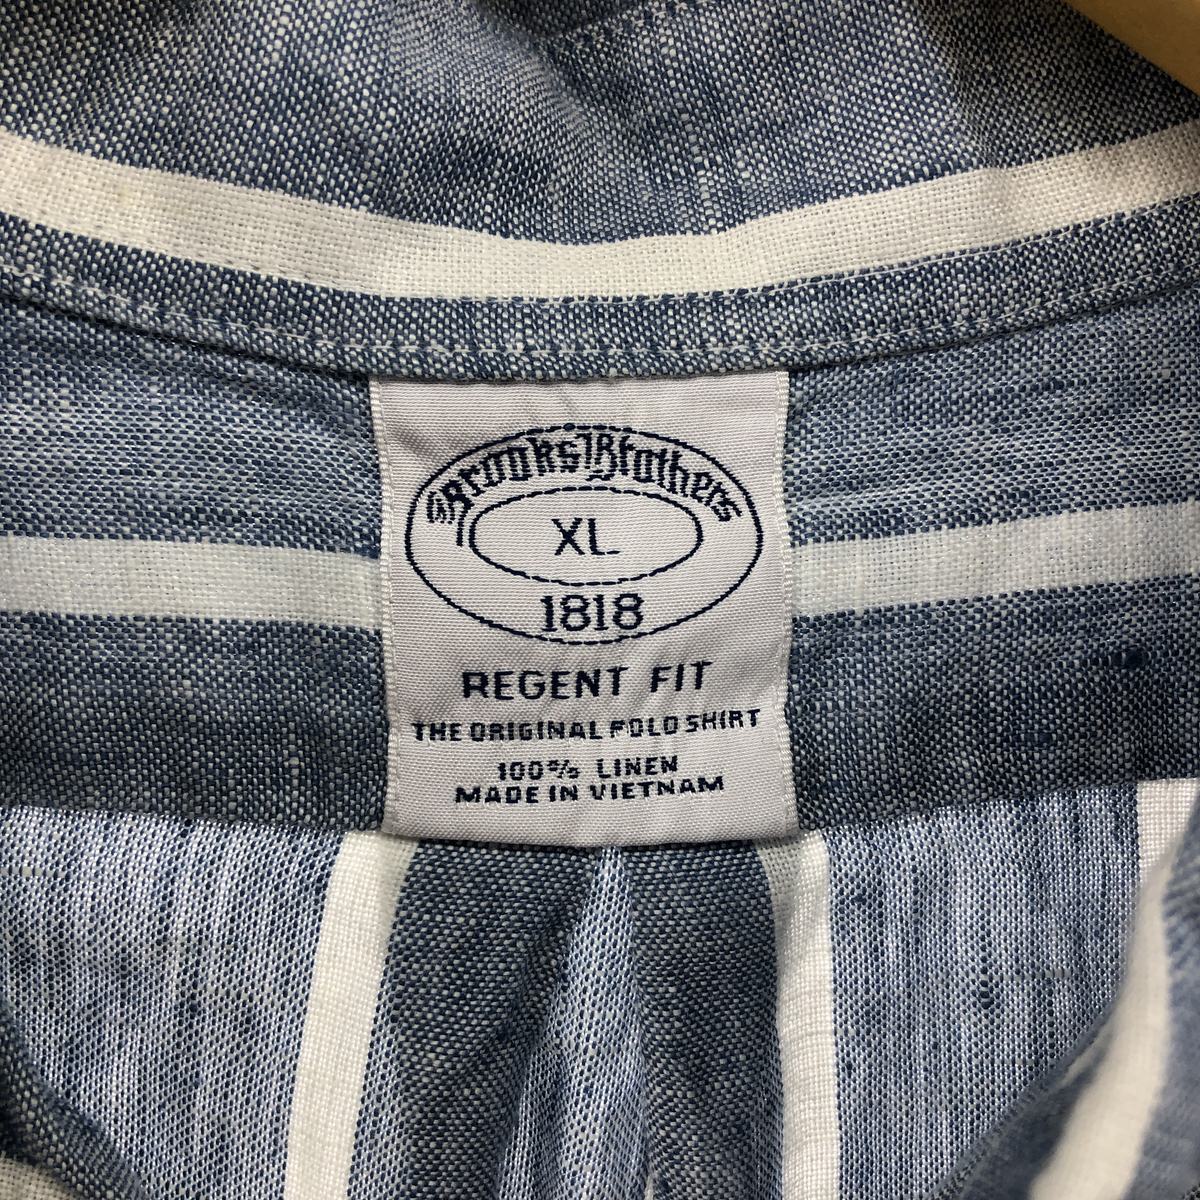 Brooks Brothers
XL
1818
REGENT FIT
THE ORIGINAL POLO SHIRT
100% LINEN
MADE IN VIETNAM